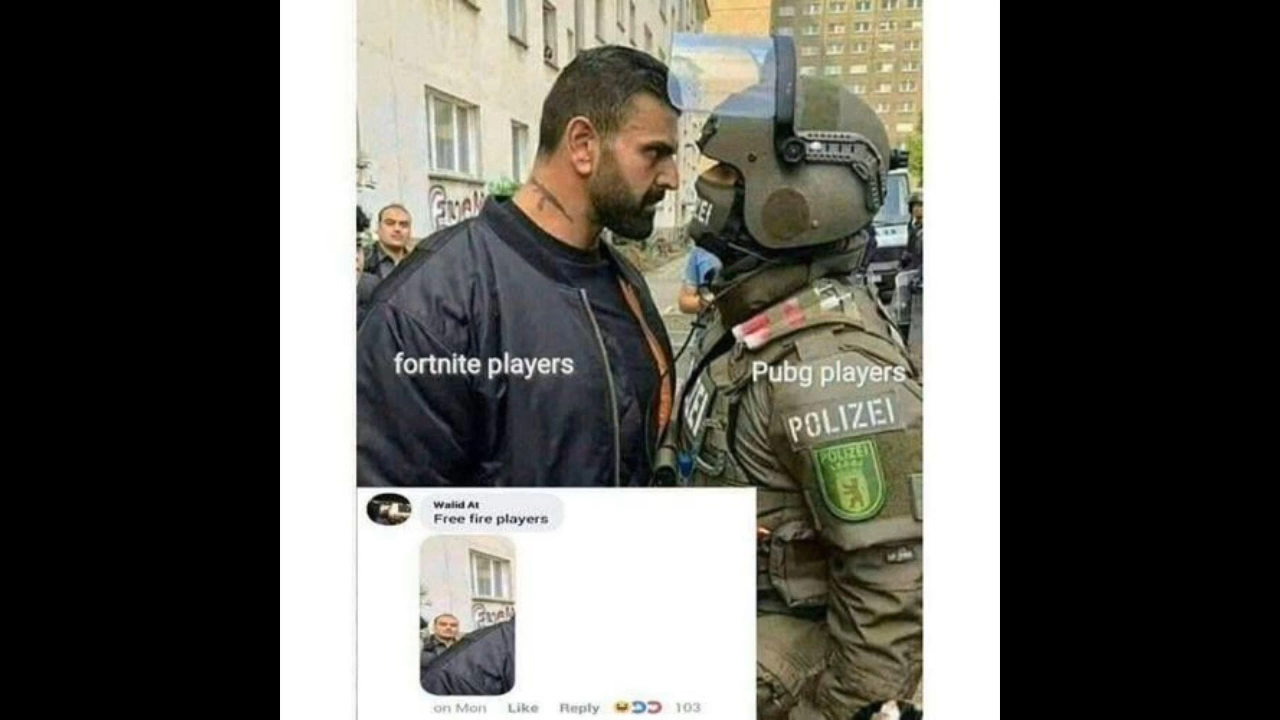 fortnite players
Pubg players
POLIZEI
POLIZEI
Walid At
Free fire players
on Mon Like Reply 103